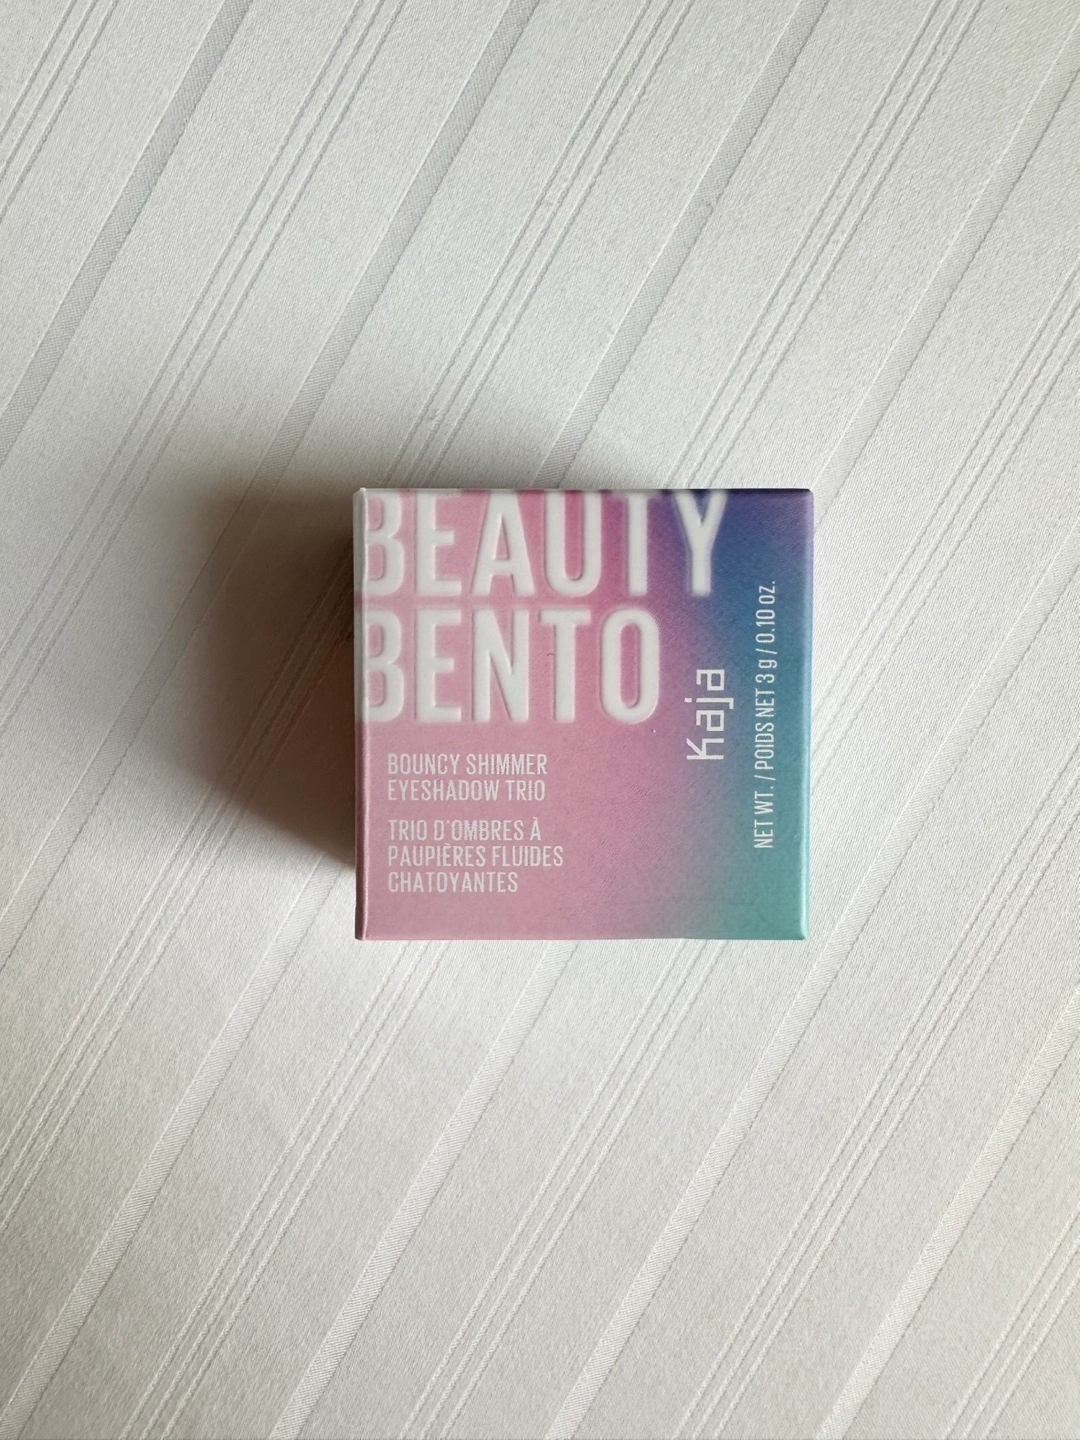 BEAUTY
BENTO
BOUNCY SHIMMER
EYESHADOW TRIO
TRIO D'OMBRES À
PAUPIÈRES FLUIDES
CHATOYANTES
Kaja
NET WT. / POIDS NET 3 g / 0.10 oz.